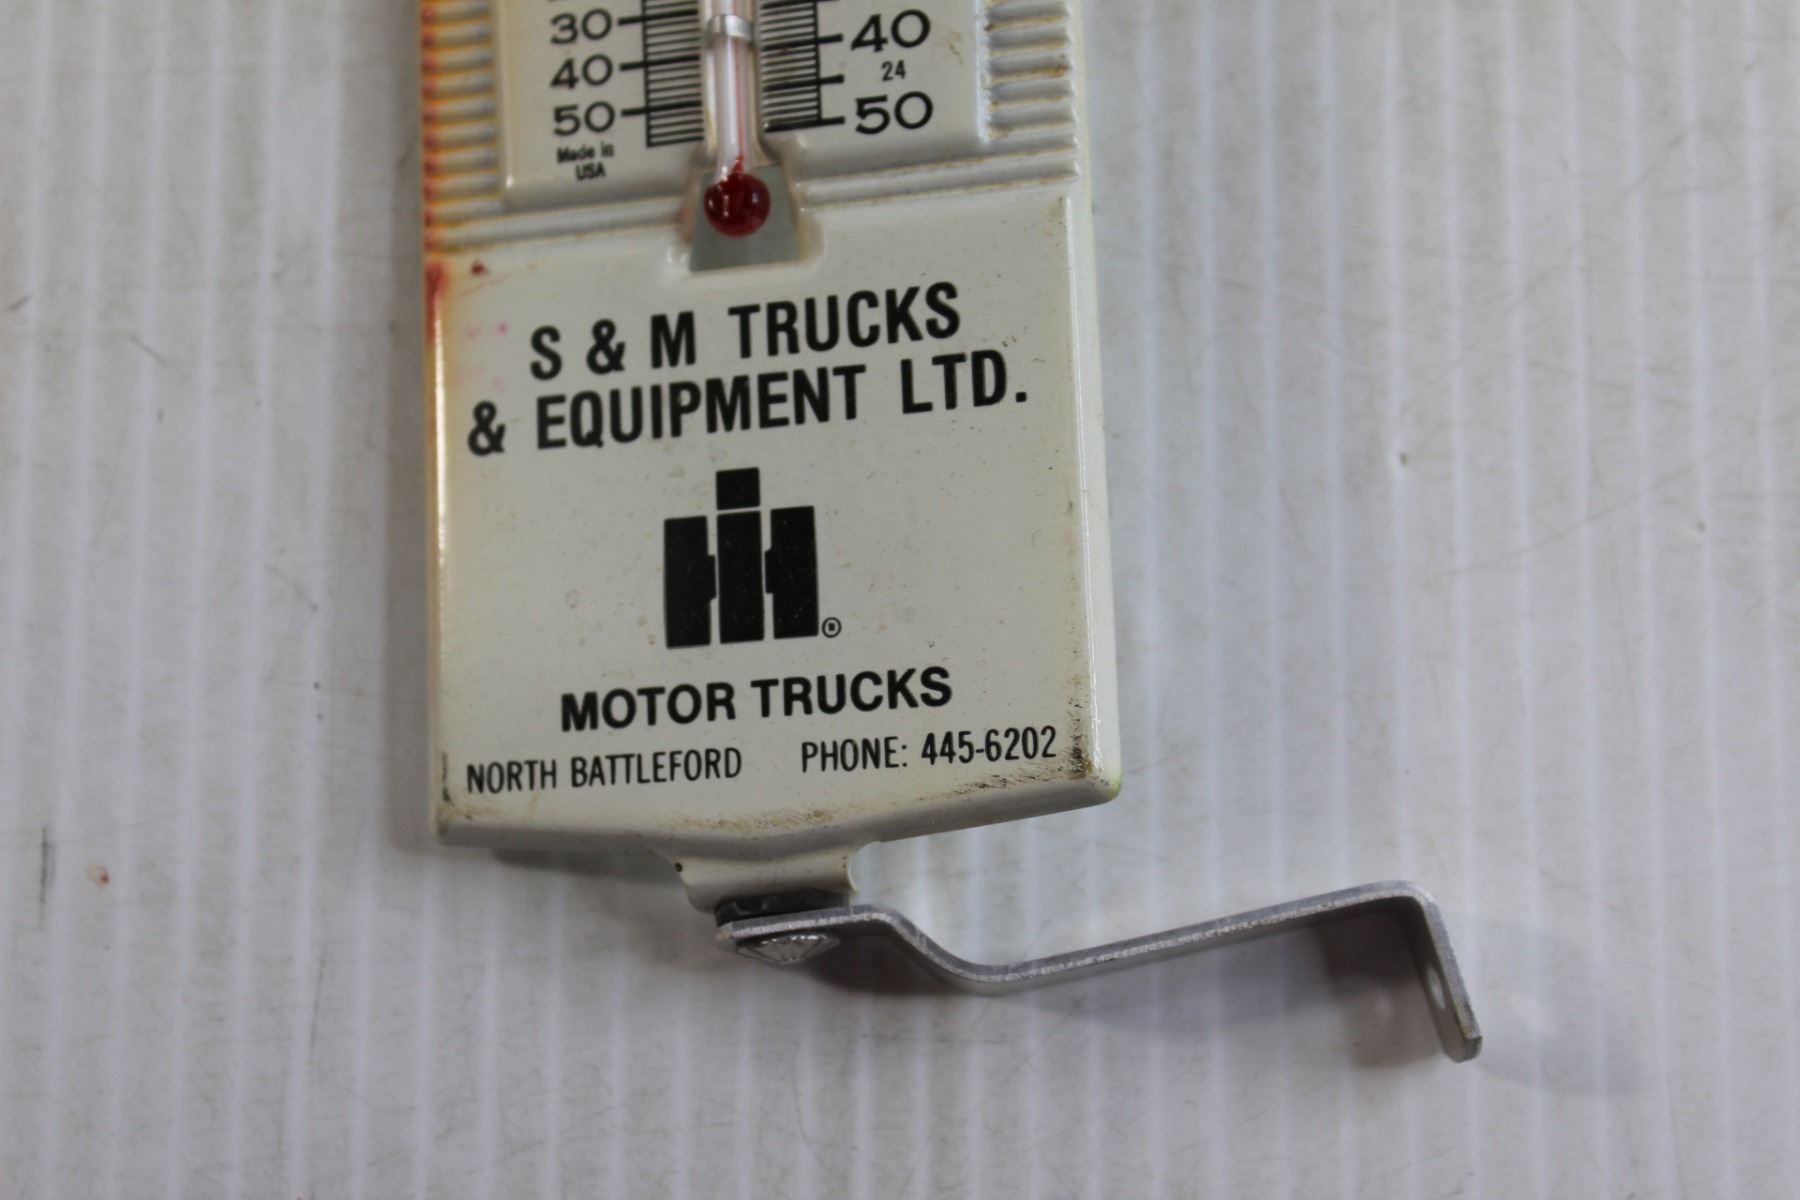 30 40
40 24
50 50
Made in
USA
S & M TRUCKS
& EQUIPMENT LTD.
IH ®
MOTOR TRUCKS
NORTH BATTLEFORD PHONE: 445-6202